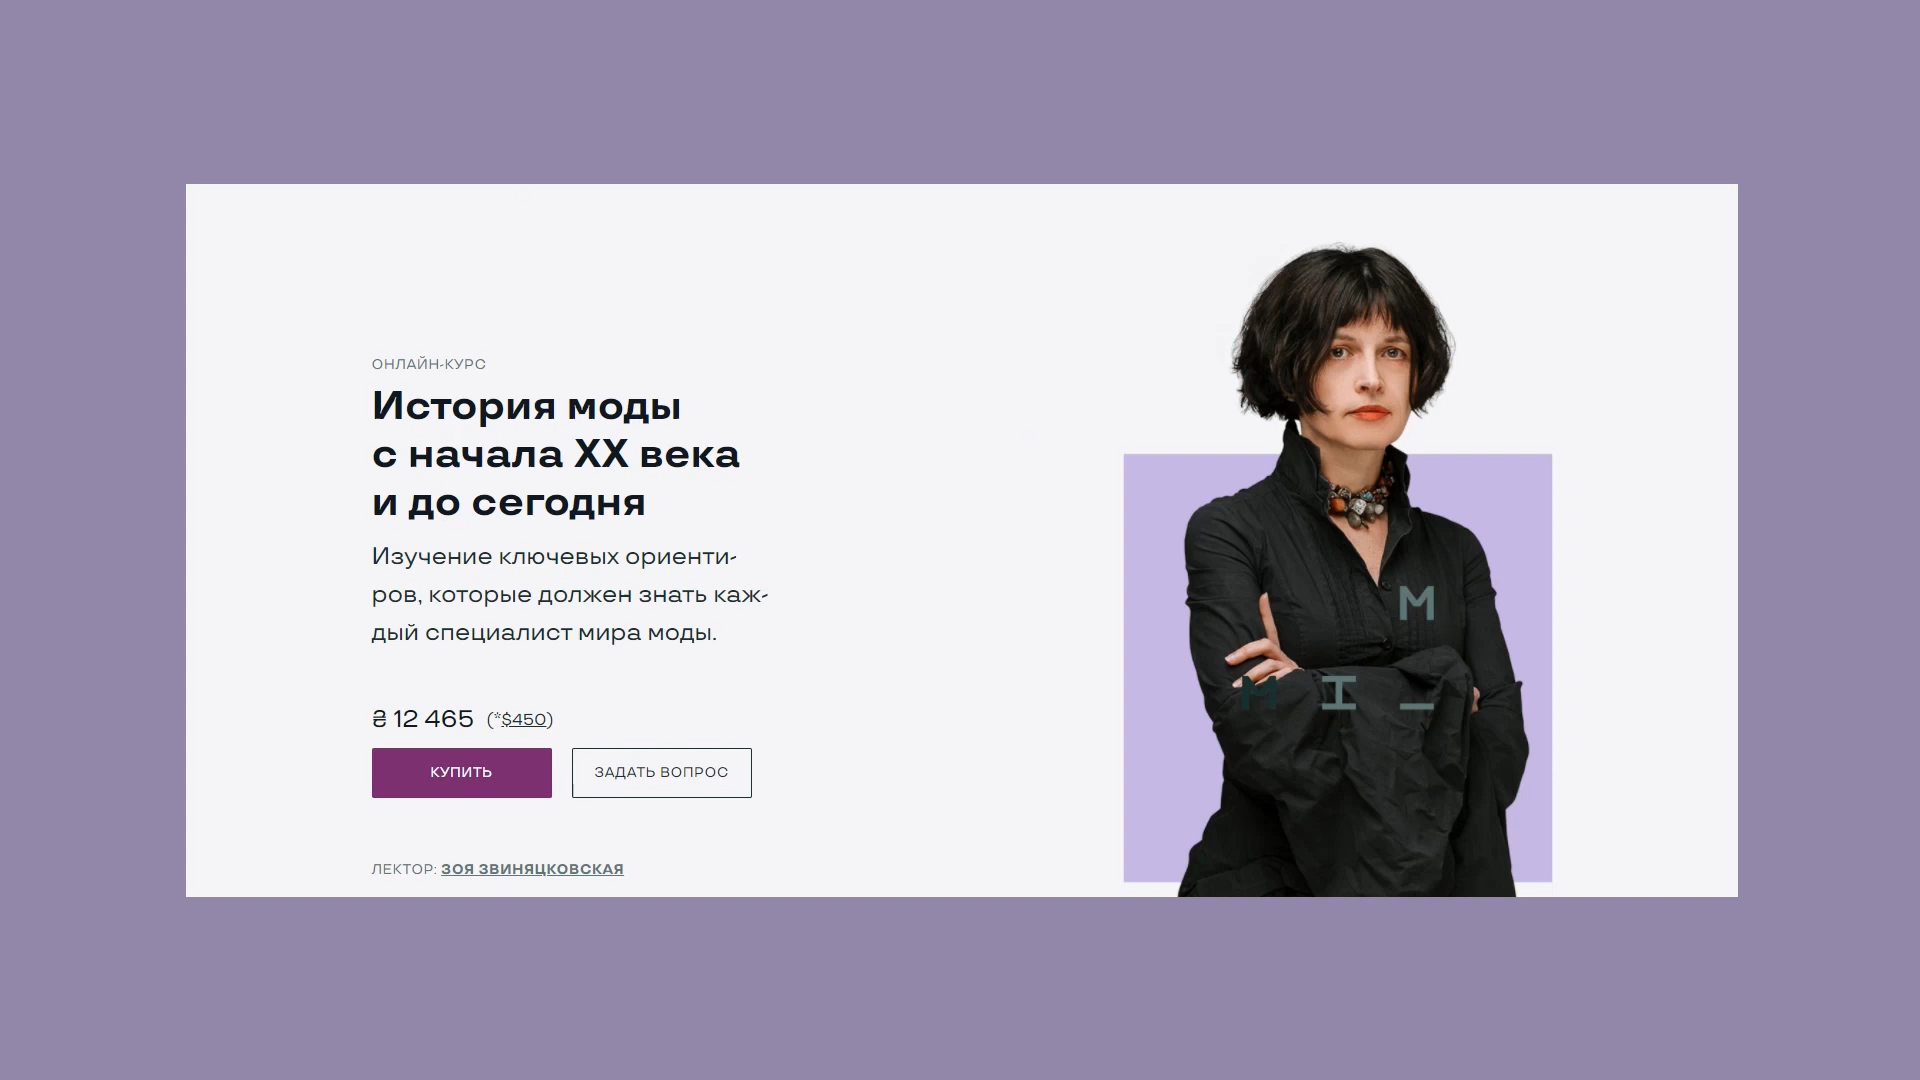 ОНЛАЙН-КУРС
История моды
с начала XX века
и до сегодня
Изучение ключевых ориенти-
ров, которые должен знать каж-
дый специалист мира моды.
₴ 12 465 (*$450)
КУПИТЬ ЗАДАТЬ ВОПРОС
ЛЕКТОР: ЗОЯ ЗВИНЯЦКОВСКАЯ
M
M I _